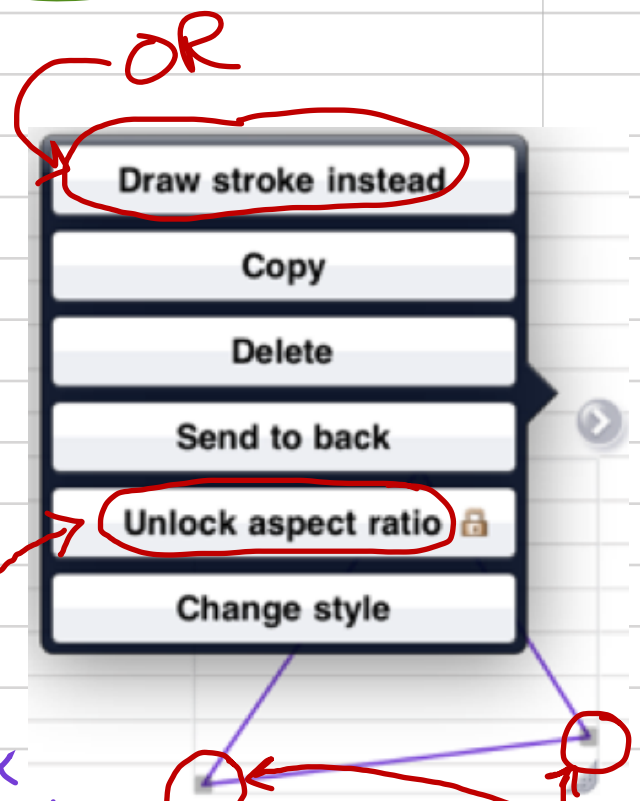 OR
Draw stroke instead
Copy
Delete
Send to back
Unlock aspect ratio
Change style